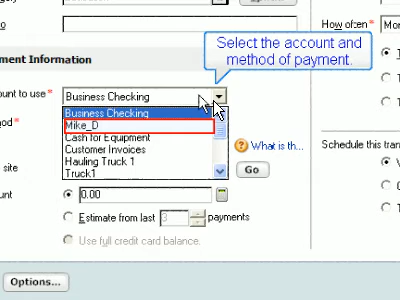 How often*
Mon
Select the account and
method of payment.
ment Information
ount to use*
Business Checking
Business Checking
Mike_D
Cash for Equipment
Customer Invoices
Hauling Truck 1
Truck1
What is th...
Schedule this tran
site
Go
unt
0.00
Estimate from last 3 payments
Use full credit card balance.
Options...